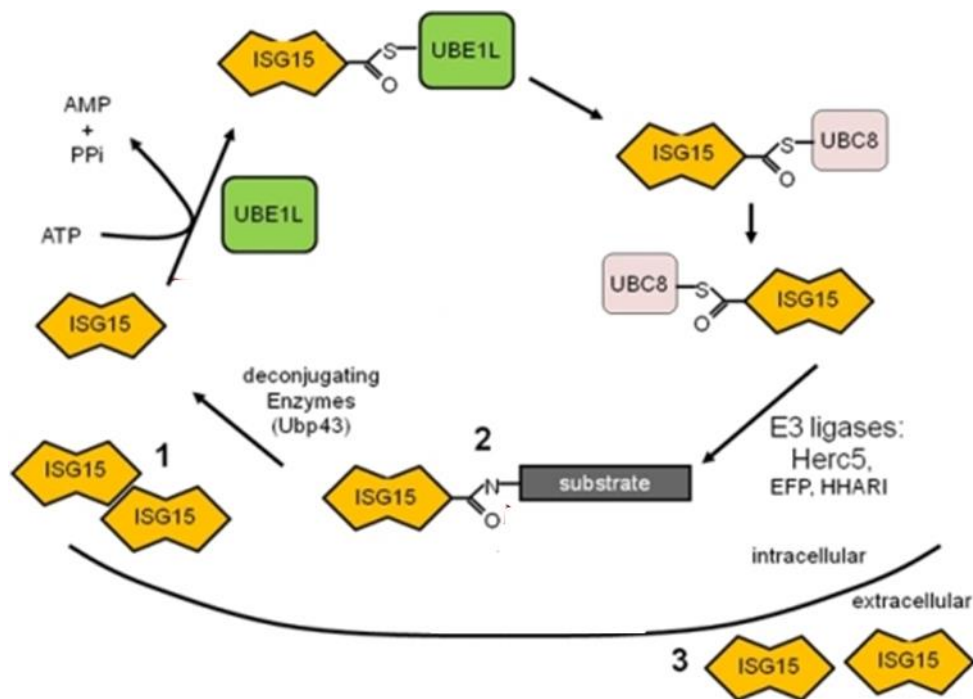 ISG15
S
UBE1L
O
AMP
+
PPi
ISG15
S
UBC8
O
UBE1L
ATP
UBC8
S
ISG15
O
ISG15
deconjugating
Enzymes
(Ubp43)
E3 ligases:
Herc5,
EFP, HHARI
1
2
ISG15
ISG15
ISG15
N
substrate
O
intracellular
extracellular
3
ISG15
ISG15